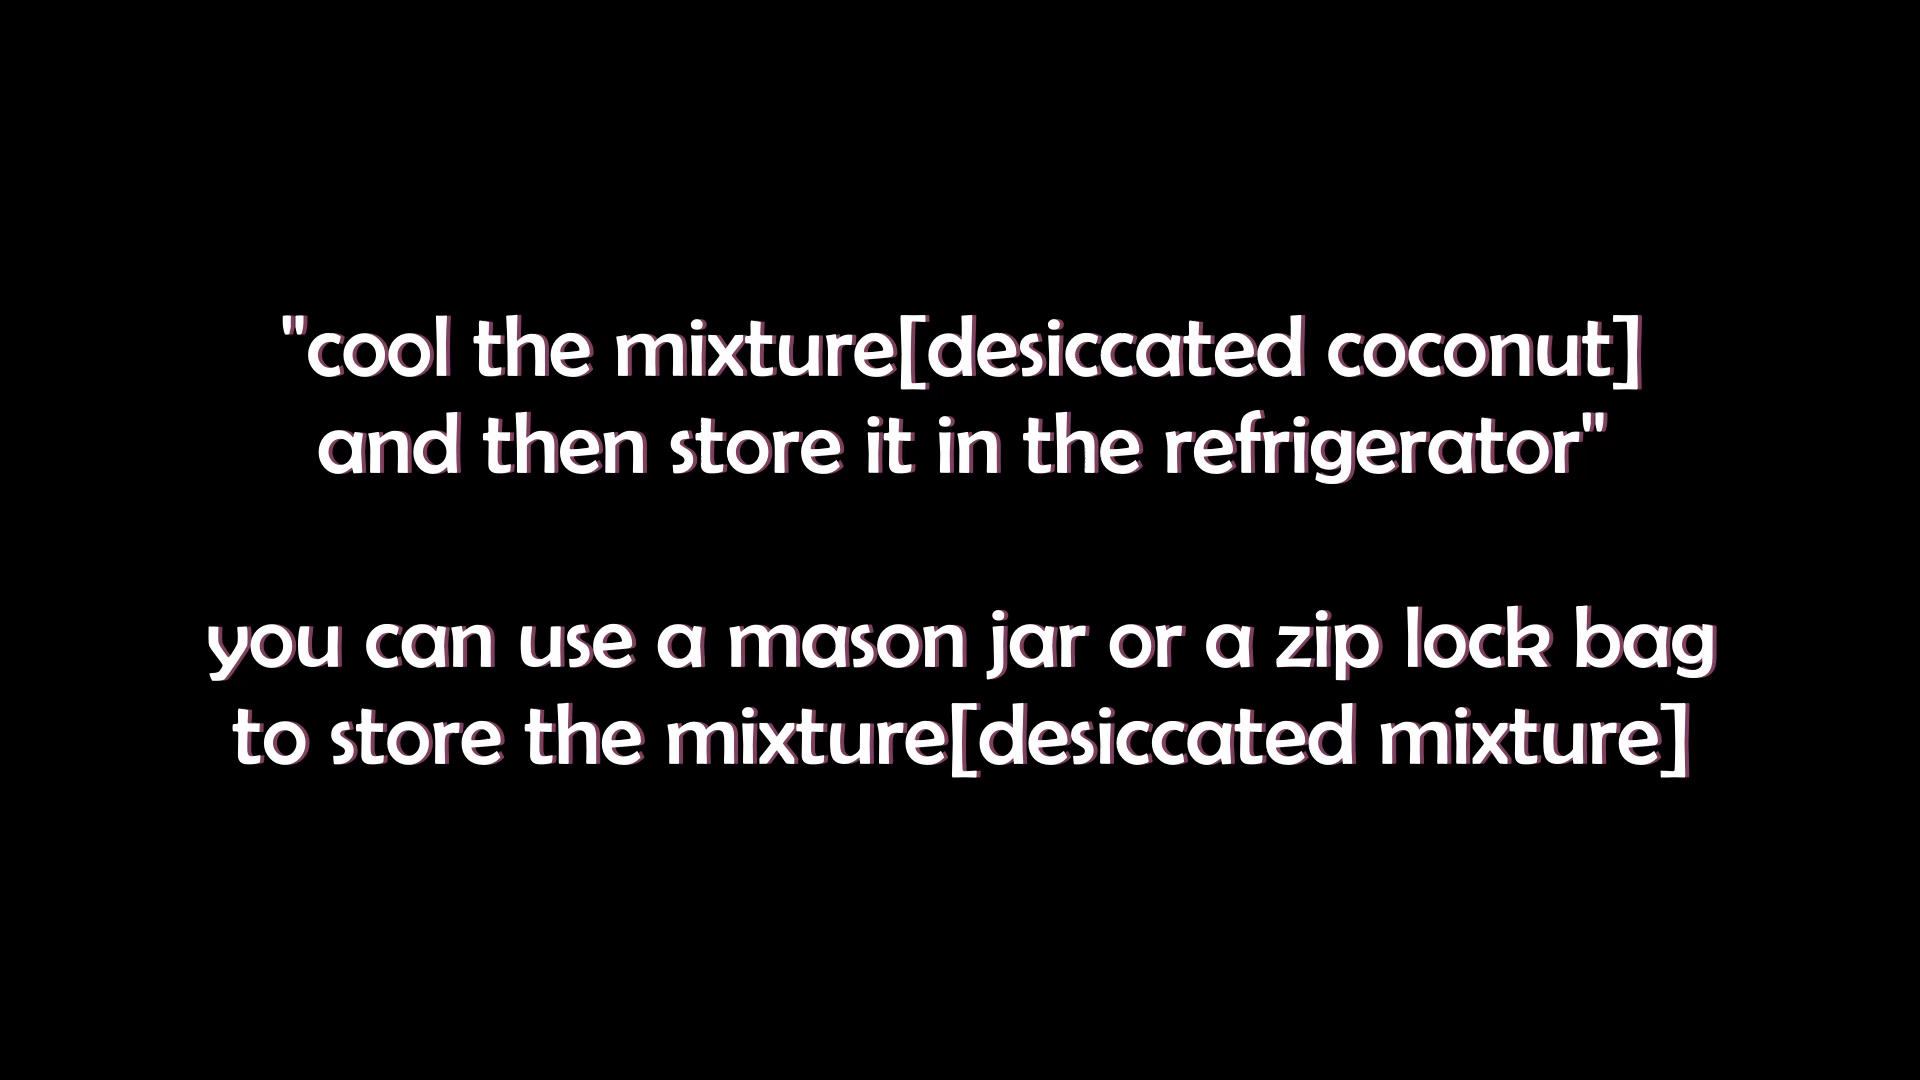 "cool the mixture[desiccated coconut]
and then store it in the refrigerator"
you can use a mason jar or a zip lock bag
to store the mixture[desiccated mixture]